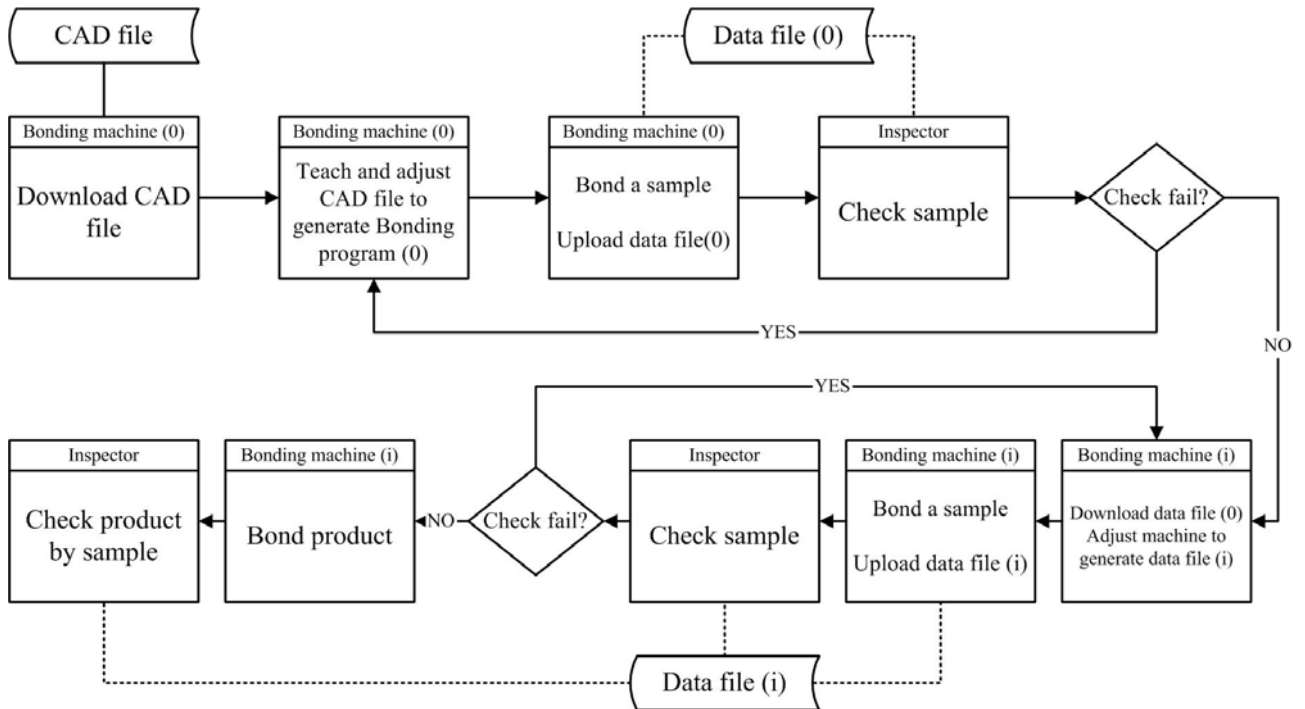 CAD file
Data file (0)
Bonding machine (0)
Download CAD
file
Bonding machine (0)
Teach and adjust
CAD file to
generate Bonding
program (0)
Bonding machine (0)
Bond a sample
Upload data file(0)
Inspector
Check sample
Check fail?
YES
NO
YES
Inspector
Check product
by sample
Bonding machine (i)
Bond product
NO
Check fail?
Inspector
Check sample
Bonding machine (i)
Bond a sample
Upload data file (i)
Bonding machine (i)
Download data file (0)
Adjust machine to
generate data file (i)
Data file (i)